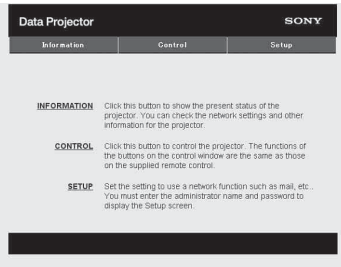 Data Projector SONY
Information Control Setup
INFORMATION Click this button to show the present status of the
projector. You can check the network settings and other
information for the projector.
CONTROL Click this button to control the projector. The functions of
the buttons on the control window are the same as those
on the supplied remote control.
SETUP Set the setting to use a network function such as mail, etc..
You must enter the administrator name and password to
display the Setup screen.